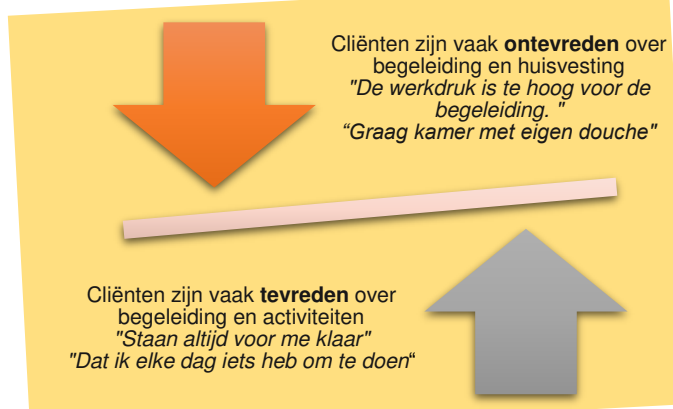 Cliënten zijn vaak ontevreden over
begeleiding en huisvesting
"De werkdruk is te hoog voor de
begeleiding. "
“Graag kamer met eigen douche"
Cliënten zijn vaak tevreden over
begeleiding en activiteiten
"Staan altijd voor me klaar"
"Dat ik elke dag iets heb om te doen“